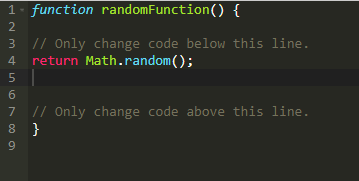 1 function randomFunction() {
2
3 // Only change code below this line.
4 return Math.random();
5
6
7 // Only change code above this line.
8 }
9